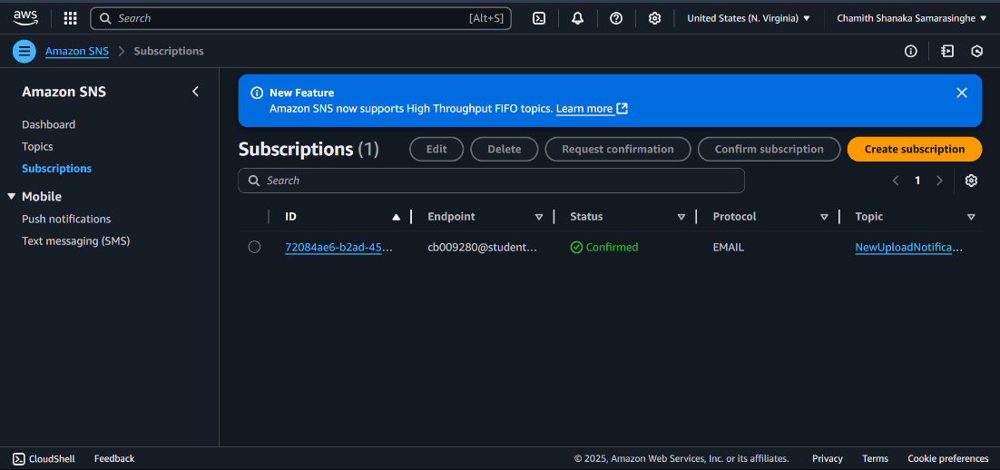 aws Search [Alt+S] United States (N. Virginia) Chamith Shanaka Samarasinghe
Amazon SNS Subscriptions
Amazon SNS
Dashboard
Topics
Subscriptions
Mobile
Push notifications
Text messaging (SMS)
New Feature
Amazon SNS now supports High Throughput FIFO topics. Learn more
Subscriptions (1) Edit Delete Request confirmation Confirm subscription Create subscription
Search 1
ID Endpoint Status Protocol Topic
72084ae6-b2ad-45... cb009280@student... Confirmed EMAIL NewUploadNotifica...
CloudShell Feedback © 2025, Amazon Web Services, Inc. or its affiliates. Privacy Terms Cookie preferences